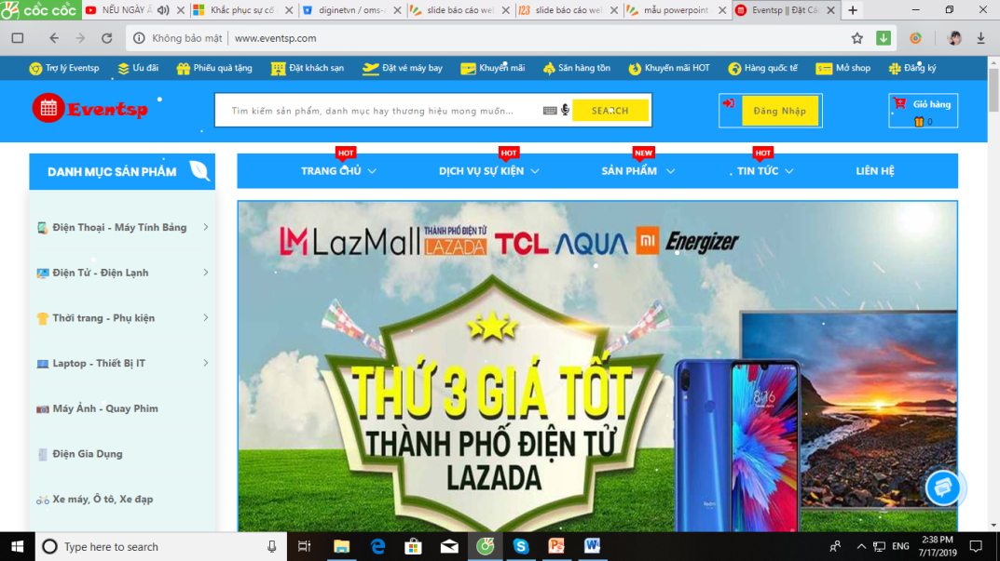 cốc cốc
NẾU NGÀY Ấ
Khắc phục sự cố
diginetvn / oms-
slide báo cáo we
123 slide báo cáo we
mẫu powerpoint
Eventsp || Đặt Cá
Không bảo mật | www.eventsp.com
Trợ lý Eventsp Ưu đãi Phiếu quà tặng Đặt khách sạn Đặt vé máy bay Khuyến mãi Săn hàng tồn Khuyến mãi HOT Hàng quốc tế Mở shop Đăng ký
Eventsp
Tìm kiếm sản phẩm, danh mục hay thương hiệu mong muốn...
SEARCH
Đăng Nhập
Giỏ hàng
0
DANH MỤC SẢN PHẨM
HOT HOT NEW HOT
TRANG CHỦ DỊCH VỤ SỰ KIỆN SẢN PHẨM TIN TỨC LIÊN HỆ
Điện Thoại - Máy Tính Bảng
Điện Tử - Điện Lạnh
Thời trang - Phụ kiện
Laptop - Thiết Bị IT
Máy Ảnh - Quay Phim
Điện Gia Dụng
Xe máy, Ô tô, Xe đạp
LazMall THÀNH PHỐ ĐIỆN TỬ LAZADA TCL AQUA mi Energizer
THỨ 3 GIÁ TỐT
THÀNH PHỐ ĐIỆN TỬ
LAZADA
8:16
Redmi
Type here to search
ENG
2:38 PM
7/17/2019